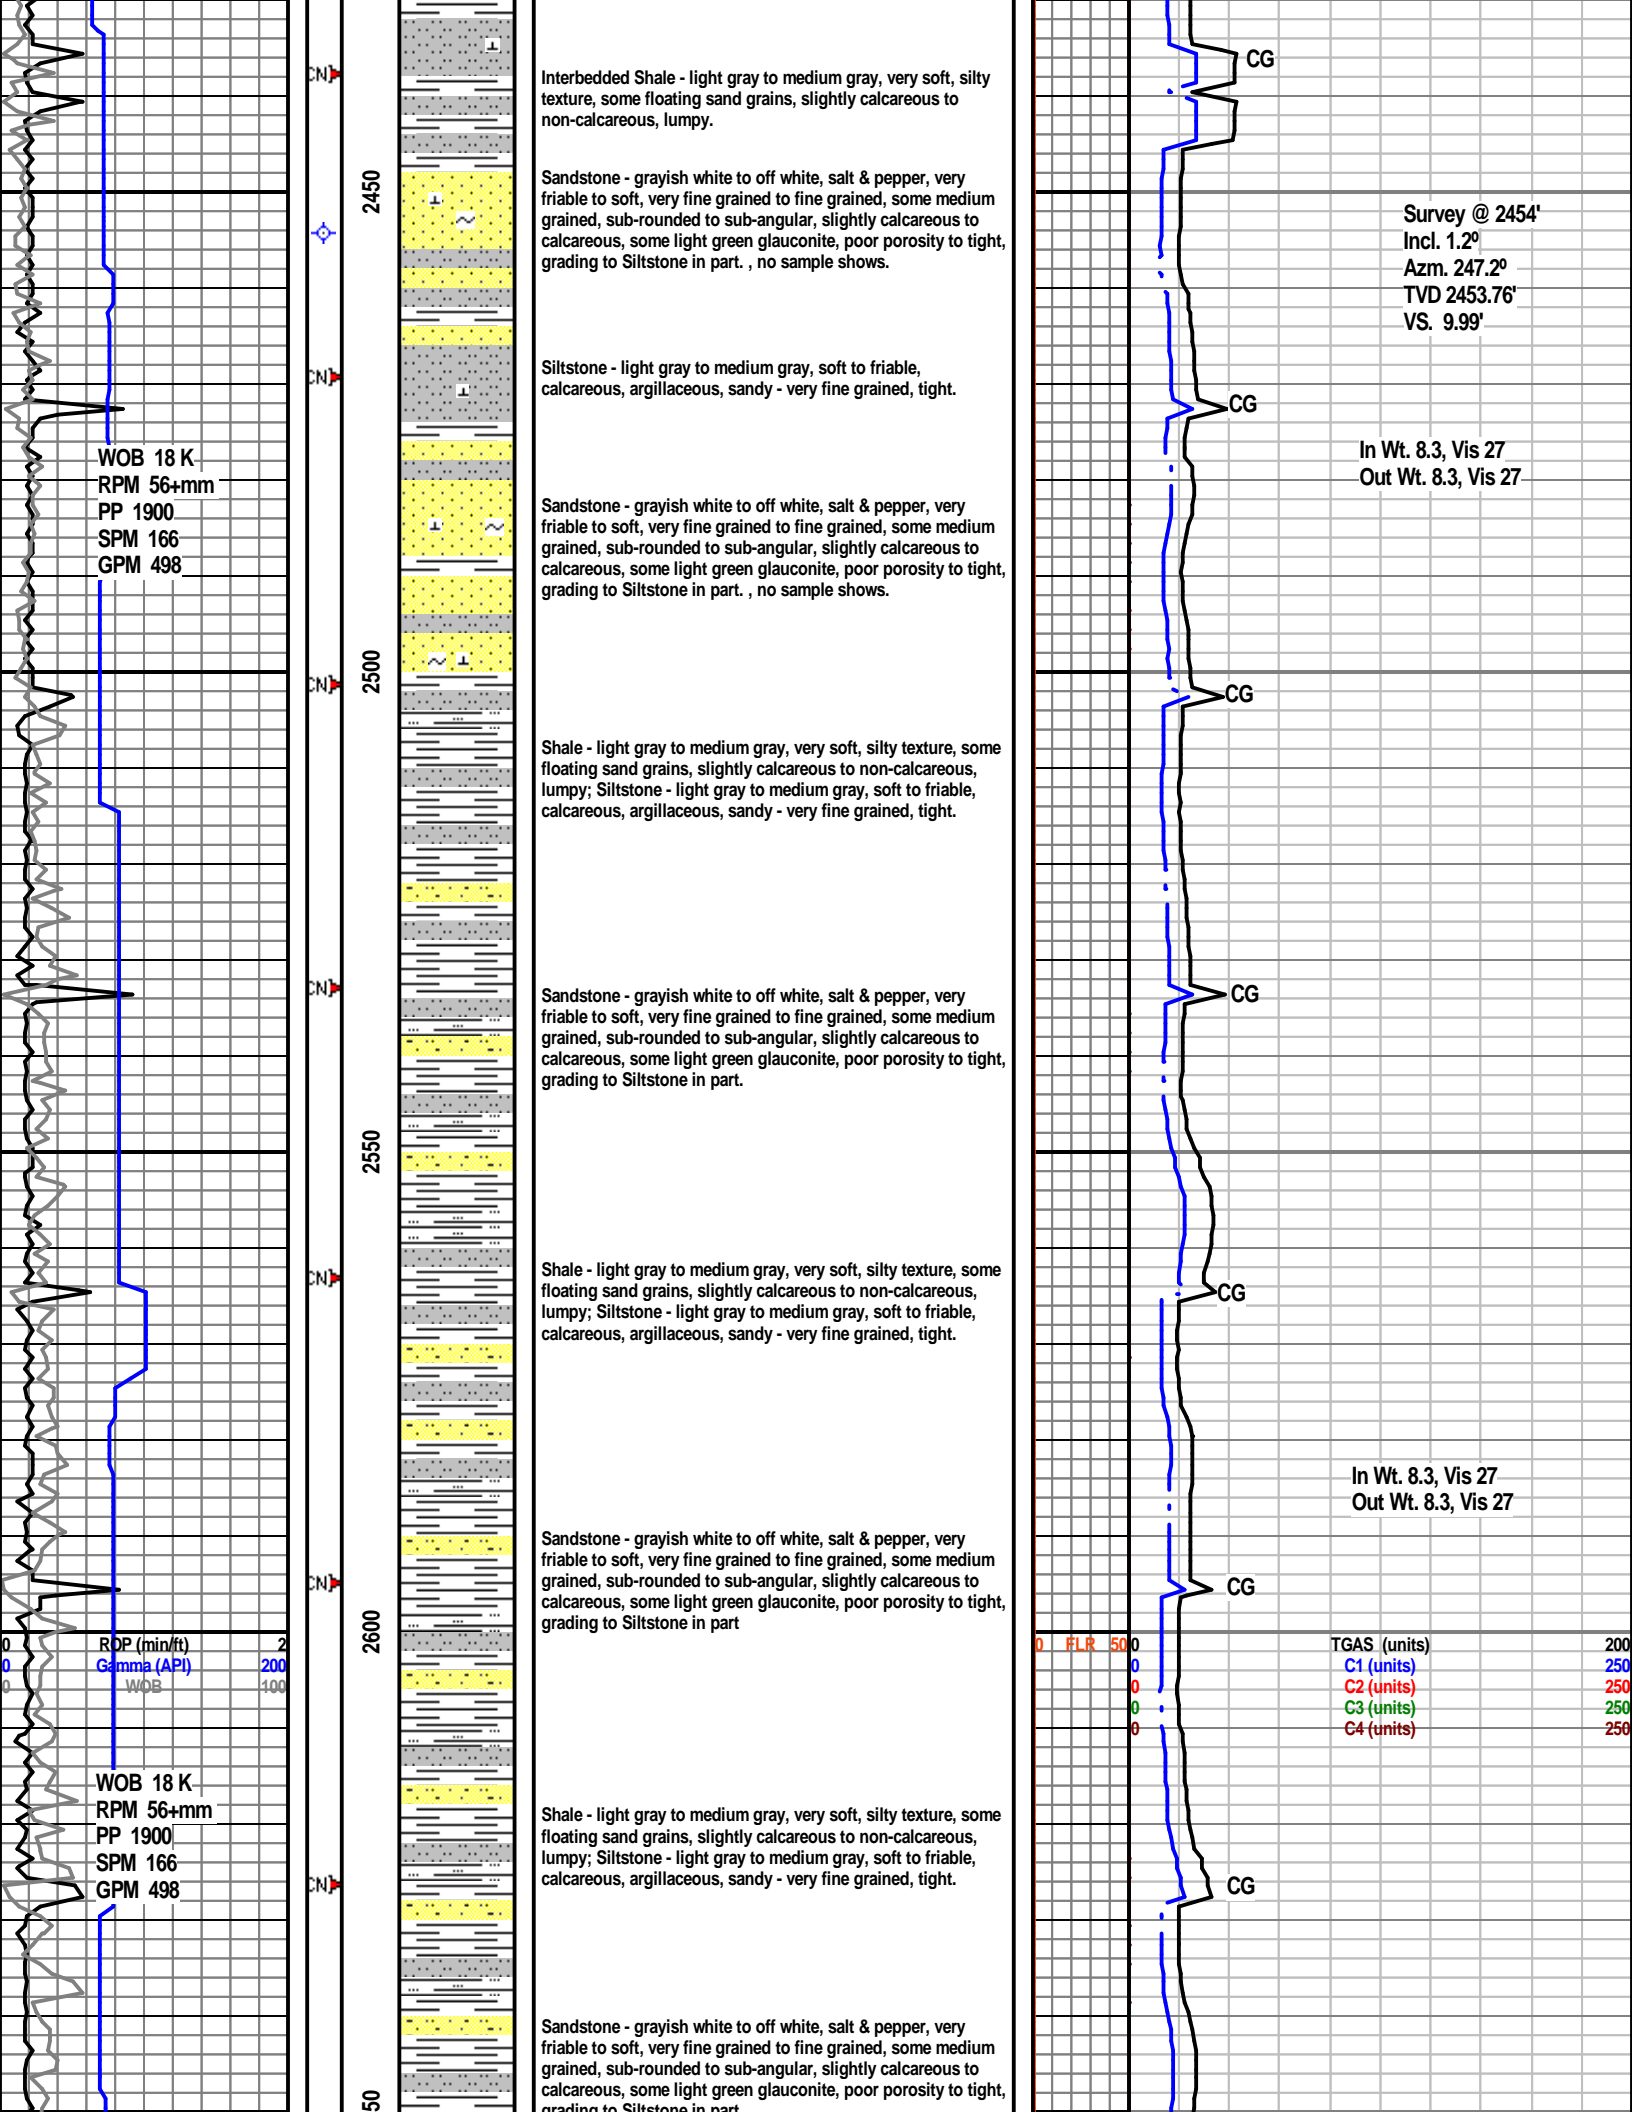 CG
CN]
Interbedded Shale - light gray to medium gray, very soft, silty
texture, some floating sand grains, slightly calcareous to
non-calcareous, lumpy.
2450
Sandstone - grayish white to off white, salt & pepper, very
friable to soft, very fine grained to fine grained, some medium
grained, sub-rounded to sub-angular, slightly calcareous to
calcareous, some light green glauconite, poor porosity to tight,
grading to Siltstone in part. , no sample shows.
Survey @ 2454'
Incl. 1.2º
Azm. 247.2º
TVD 2453.76'
VS. 9.99'
CN]
Siltstone - light gray to medium gray, soft to friable,
calcareous, argillaceous, sandy - very fine grained, tight.
CG
WOB 18 K
RPM 56+mm
PP 1900
SPM 166
GPM 498
In Wt. 8.3, Vis 27
Out Wt. 8.3, Vis 27
Sandstone - grayish white to off white, salt & pepper, very
friable to soft, very fine grained to fine grained, some medium
grained, sub-rounded to sub-angular, slightly calcareous to
calcareous, some light green glauconite, poor porosity to tight,
grading to Siltstone in part. , no sample shows.
2500
CN]
CG
Shale - light gray to medium gray, very soft, silty texture, some
floating sand grains, slightly calcareous to non-calcareous,
lumpy; Siltstone - light gray to medium gray, soft to friable,
calcareous, argillaceous, sandy - very fine grained, tight.
CN]
CG
Sandstone - grayish white to off white, salt & pepper, very
friable to soft, very fine grained to fine grained, some medium
grained, sub-rounded to sub-angular, slightly calcareous to
calcareous, some light green glauconite, poor porosity to tight,
grading to Siltstone in part.
2550
CN]
Shale - light gray to medium gray, very soft, silty texture, some
floating sand grains, slightly calcareous to non-calcareous,
lumpy; Siltstone - light gray to medium gray, soft to friable,
calcareous, argillaceous, sandy - very fine grained, tight.
CG
In Wt. 8.3, Vis 27
Out Wt. 8.3, Vis 27
Sandstone - grayish white to off white, salt & pepper, very
friable to soft, very fine grained to fine grained, some medium
grained, sub-rounded to sub-angular, slightly calcareous to
calcareous, some light green glauconite, poor porosity to tight,
grading to Siltstone in part
CN]
CG
2600
0 ROP (min/ft) 2
0 Gamma (API) 200
0 WOB 100
0 FLR 50
0 TGAS (units) 200
0 C1 (units) 250
0 C2 (units) 250
0 C3 (units) 250
0 C4 (units) 250
WOB 18 K
RPM 56+mm
PP 1900
SPM 166
GPM 498
CN]
Shale - light gray to medium gray, very soft, silty texture, some
floating sand grains, slightly calcareous to non-calcareous,
lumpy; Siltstone - light gray to medium gray, soft to friable,
calcareous, argillaceous, sandy - very fine grained, tight.
CG
Sandstone - grayish white to off white, salt & pepper, very
friable to soft, very fine grained to fine grained, some medium
grained, sub-rounded to sub-angular, slightly calcareous to
calcareous, some light green glauconite, poor porosity to tight,
grading to Siltstone in part
50